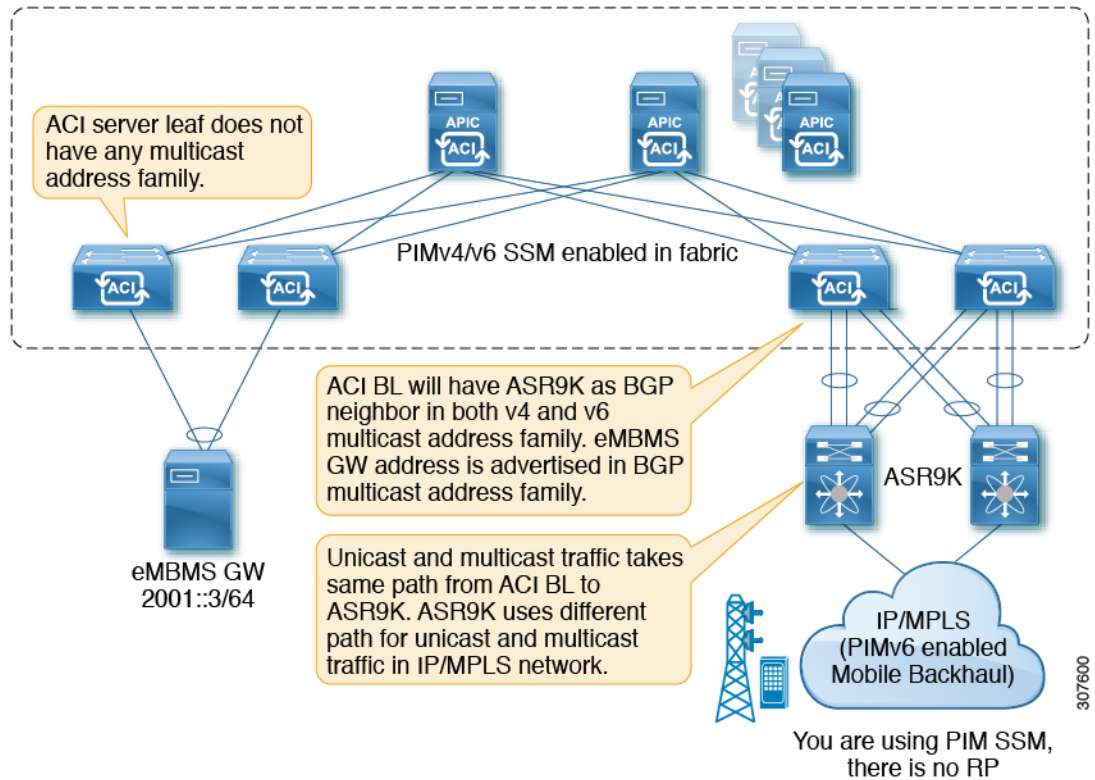 APIC
ACI
APIC
ACI
APIC
ACI
ACI server leaf does not
have any multicast
address family.
PIMv4/v6 SSM enabled in fabric
ACI
ACI
ACI
ACI
ACI BL will have ASR9K as BGP
neighbor in both v4 and v6
multicast address family. eMBMS
GW address is advertised in BGP
multicast address family.
ASR9K
eMBMS GW
2001::3/64
Unicast and multicast traffic takes
same path from ACI BL to
ASR9K. ASR9K uses different
path for unicast and multicast
traffic in IP/MPLS network.
IP/MPLS
(PIMv6 enabled
Mobile Backhaul)
307600
You are using PIM SSM,
there is no RP